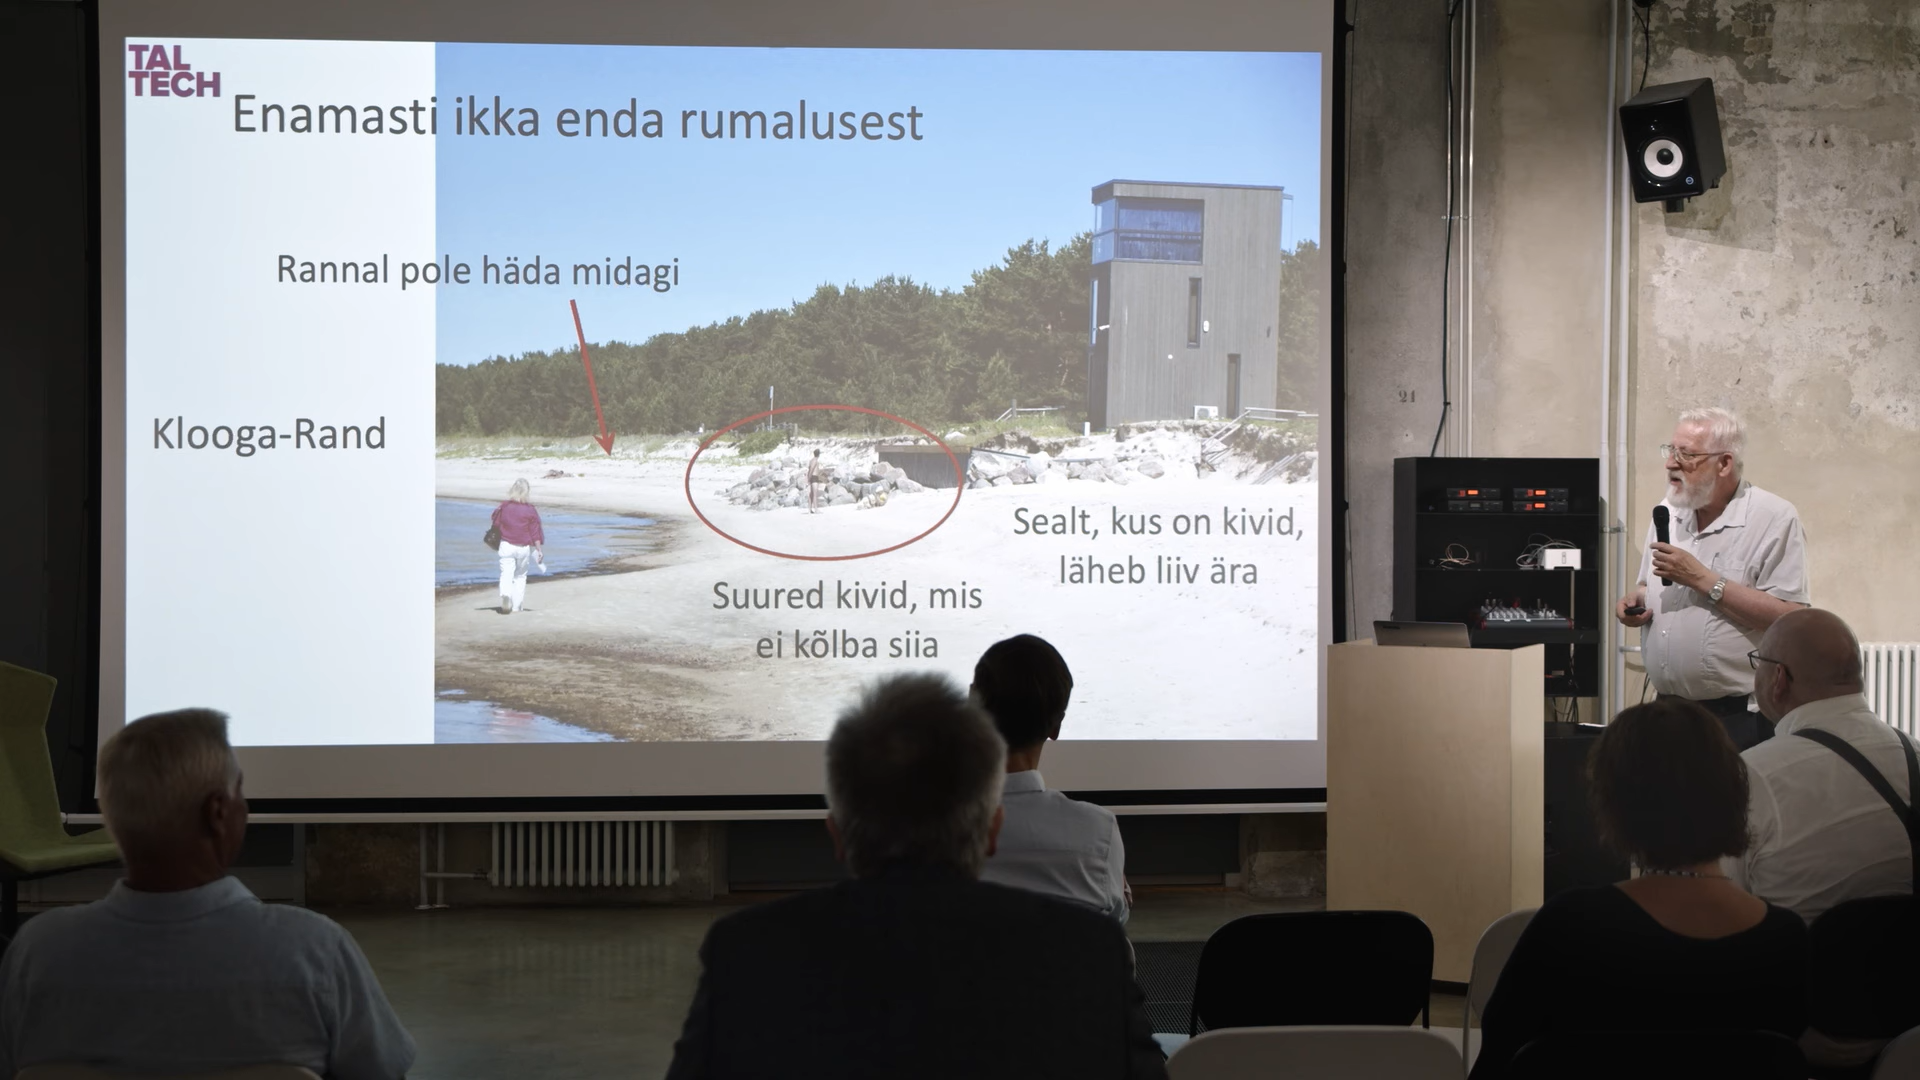 TAL
TECH
Enamasti ikka enda rumalusest
Rannal pole häda midagi
Klooga-Rand
Sealt, kus on kivid,
läheb liiv ära
Suured kivid, mis
ei kõlba siia
21